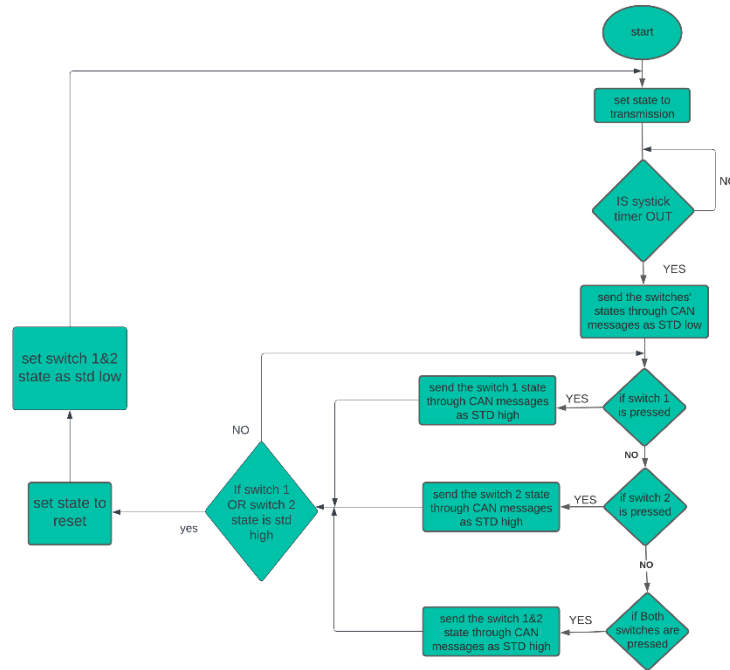 start
set state to
transmission
NO
IS systick
timer OUT
YES
send the switches'
states through CAN
messages as STD low
set switch 1&2
state as std low
send the switch 1 state
through CAN messages
as STD high
YES
if switch 1
is pressed
NO
NO
If switch 1
OR switch 2
state is std
high
yes
set state to
reset
send the switch 2 state
through CAN messages
as STD high
YES
if switch 2
is pressed
NO
send the switch 1&2
state through CAN
messages as STD high
YES
if Both
switches are
pressed